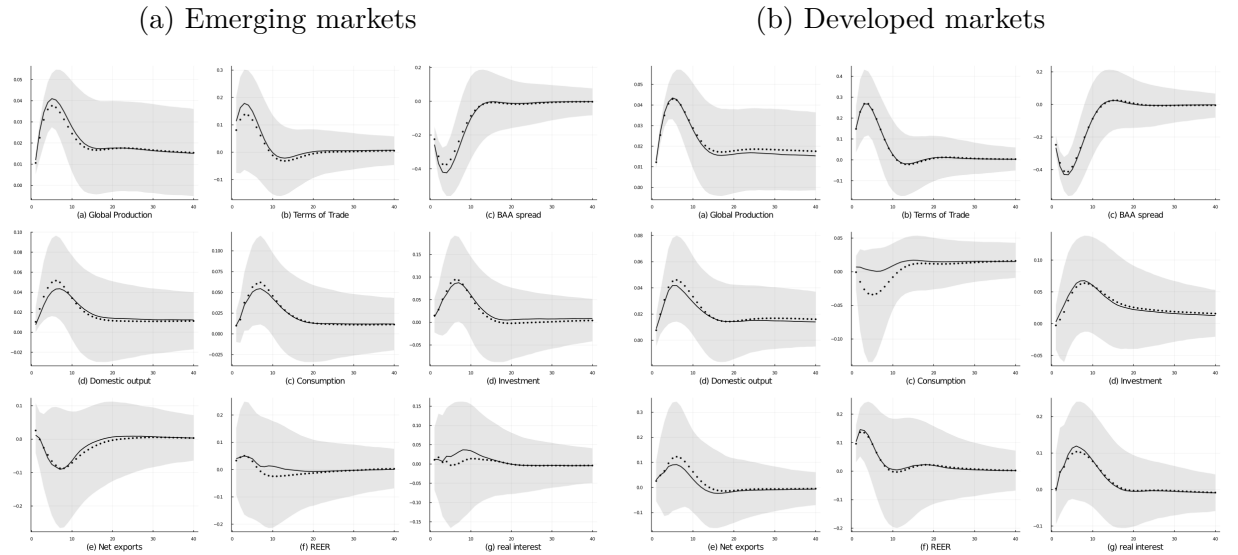 (a) Emerging markets
(b) Developed markets
(a) Global Production
(b) Terms of Trade
(c) BAA spread
(d) Domestic output
(c) Consumption
(d) Investment
(e) Net exports
(f) REER
(g) real interest
(a) Global Production
(b) Terms of Trade
(c) BAA spread
(d) Domestic output
(c) Consumption
(d) Investment
(e) Net exports
(f) REER
(g) real interest